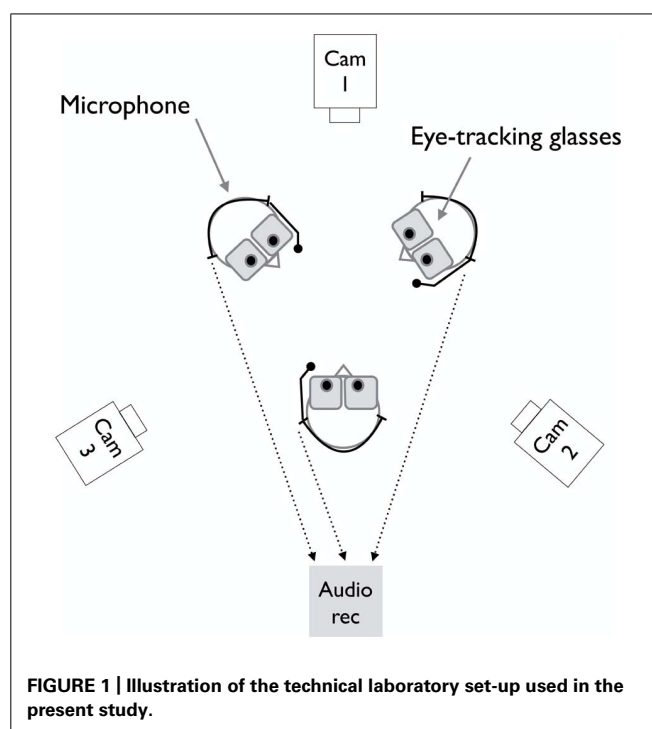 Cam
1
Microphone
Eye-tracking glasses
Cam
3
Cam
2
Audio
rec
FIGURE 1 | Illustration of the technical laboratory set-up used in the
present study.